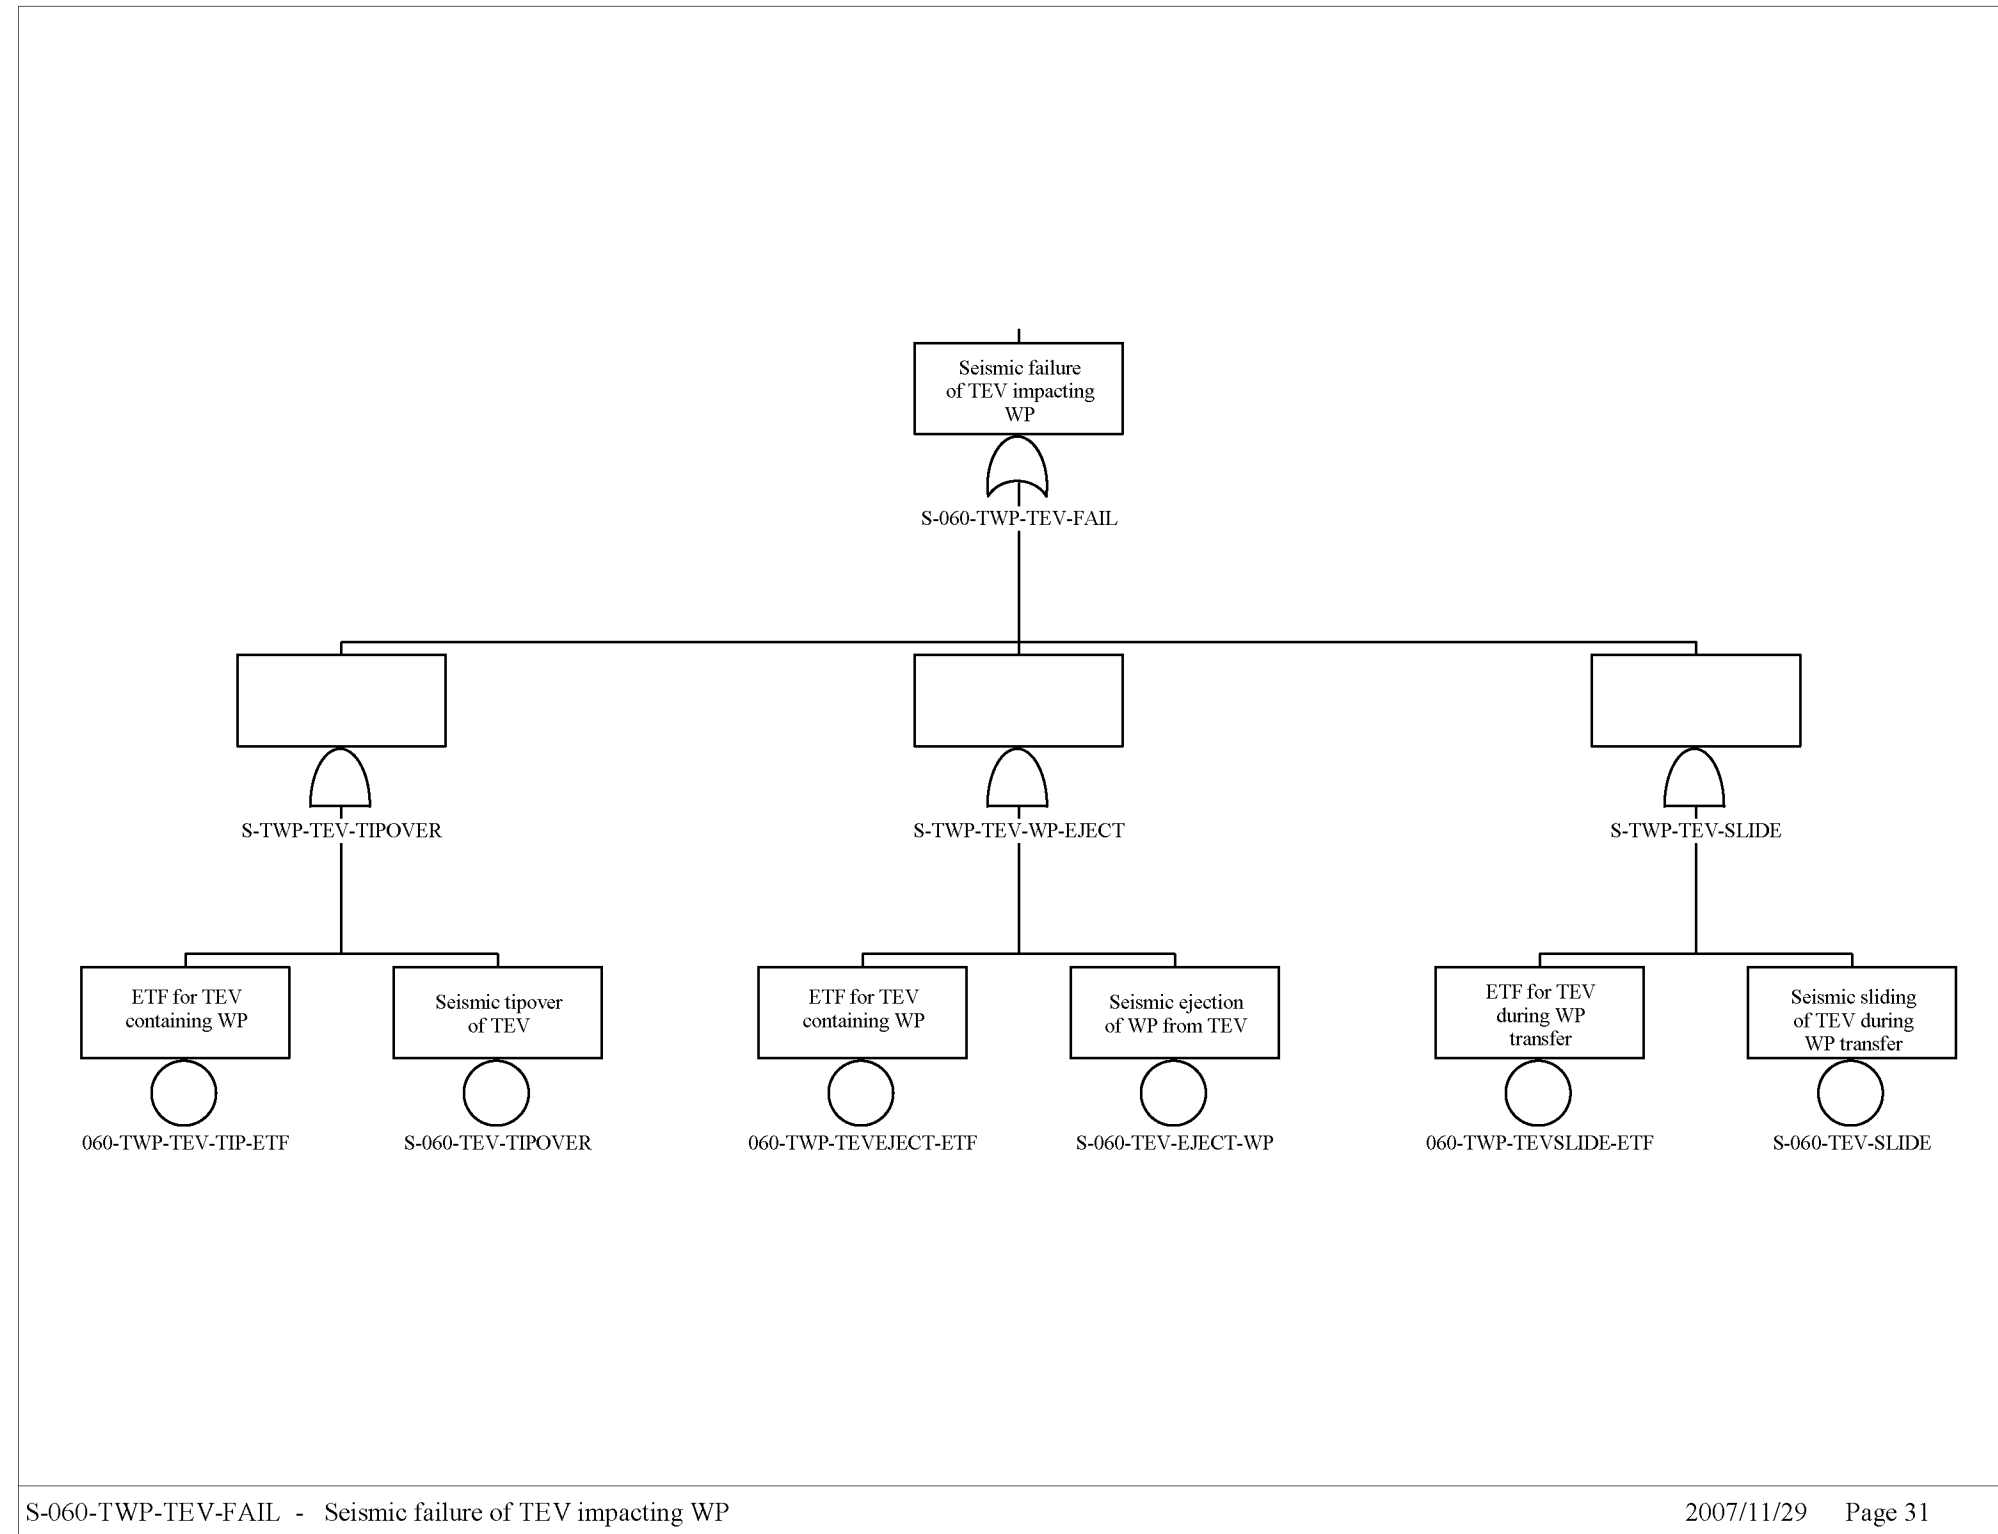 Seismic failure
of TEV impacting
WP
S-060-TWP-TEV-FAIL
S-TWP-TEV-TIPOVER
S-TWP-TEV-WP-EJECT
S-TWP-TEV-SLIDE
ETF for TEV
containing WP
060-TWP-TEV-TIP-ETF
Seismic tipover
of TEV
S-060-TEV-TIPOVER
ETF for TEV
containing WP
060-TWP-TEVEJECT-ETF
Seismic ejection
of WP from TEV
S-060-TEV-EJECT-WP
ETF for TEV
during WP
transfer
060-TWP-TEVSLIDE-ETF
Seismic sliding
of TEV during
WP transfer
S-060-TEV-SLIDE
S-060-TWP-TEV-FAIL - Seismic failure of TEV impacting WP
2007/11/29 Page 31